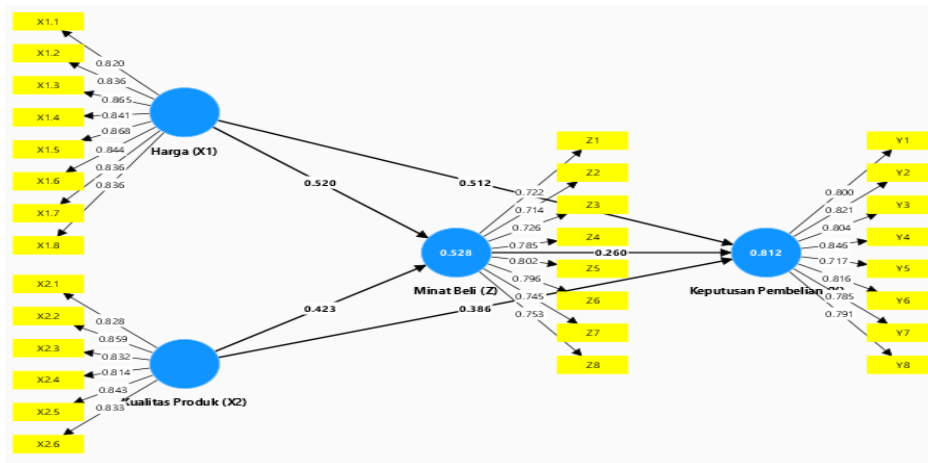 X1.1
X1.2
X1.3
X1.4
X1.5
X1.6
X1.7
X1.8
0.820
0.836
0.865
0.841
0.868
0.844
0.836
0.836
Harga (X1)
0.520
0.512
X2.1
X2.2
X2.3
X2.4
X2.5
X2.6
0.828
0.859
0.832
0.814
0.843
0.833
Kualitas Produk (X2)
0.423
0.386
0.528
Minat Beli (Z)
0.260
Z1
Z2
Z3
Z4
Z5
Z6
Z7
Z8
0.722
0.714
0.726
0.785
0.802
0.796
0.745
0.753
0.812
Keputusan Pembelian
0.800
0.821
0.804
0.846
0.717
0.816
0.785
0.791
Y1
Y2
Y3
Y4
Y5
Y6
Y7
Y8